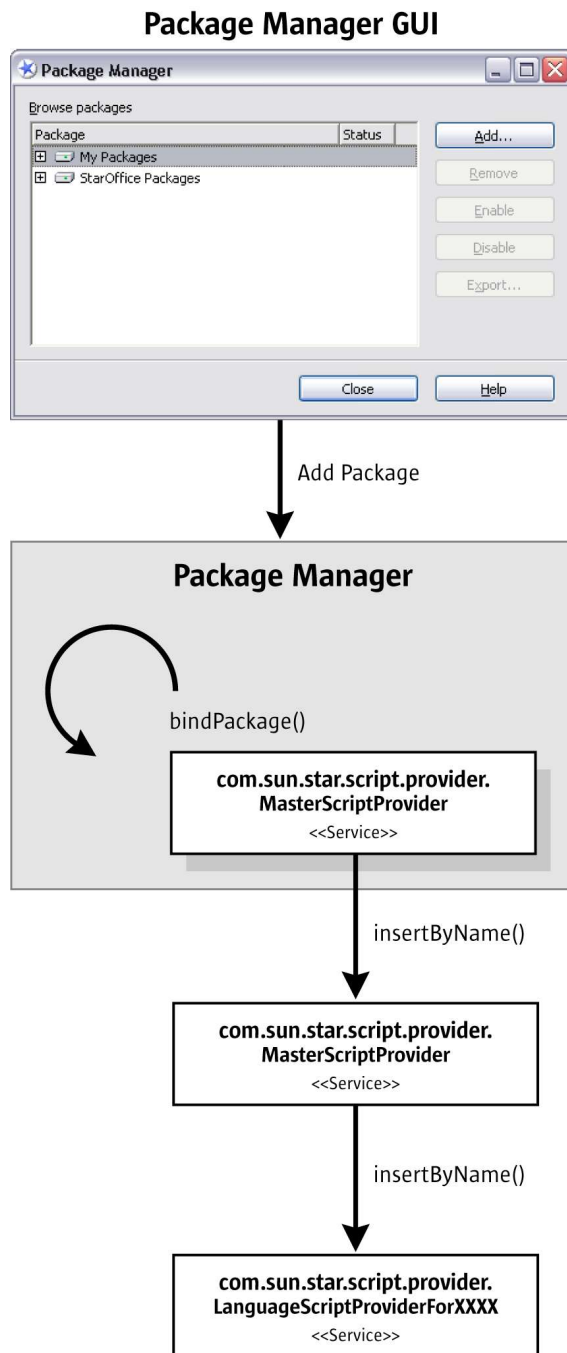 Package Manager GUI
Package Manager
Browse packages
Package Status
My Packages
StarOffice Packages
Add...
Remove
Enable
Disable
Export...
Close Help
Add Package
Package Manager
bindPackage()
com.sun.star.script.provider.
MasterScriptProvider
<<Service>>
insertByName()
com.sun.star.script.provider.
MasterScriptProvider
<<Service>>
insertByName()
com.sun.star.script.provider.
LanguageScriptProviderForXXXX
<<Service>>